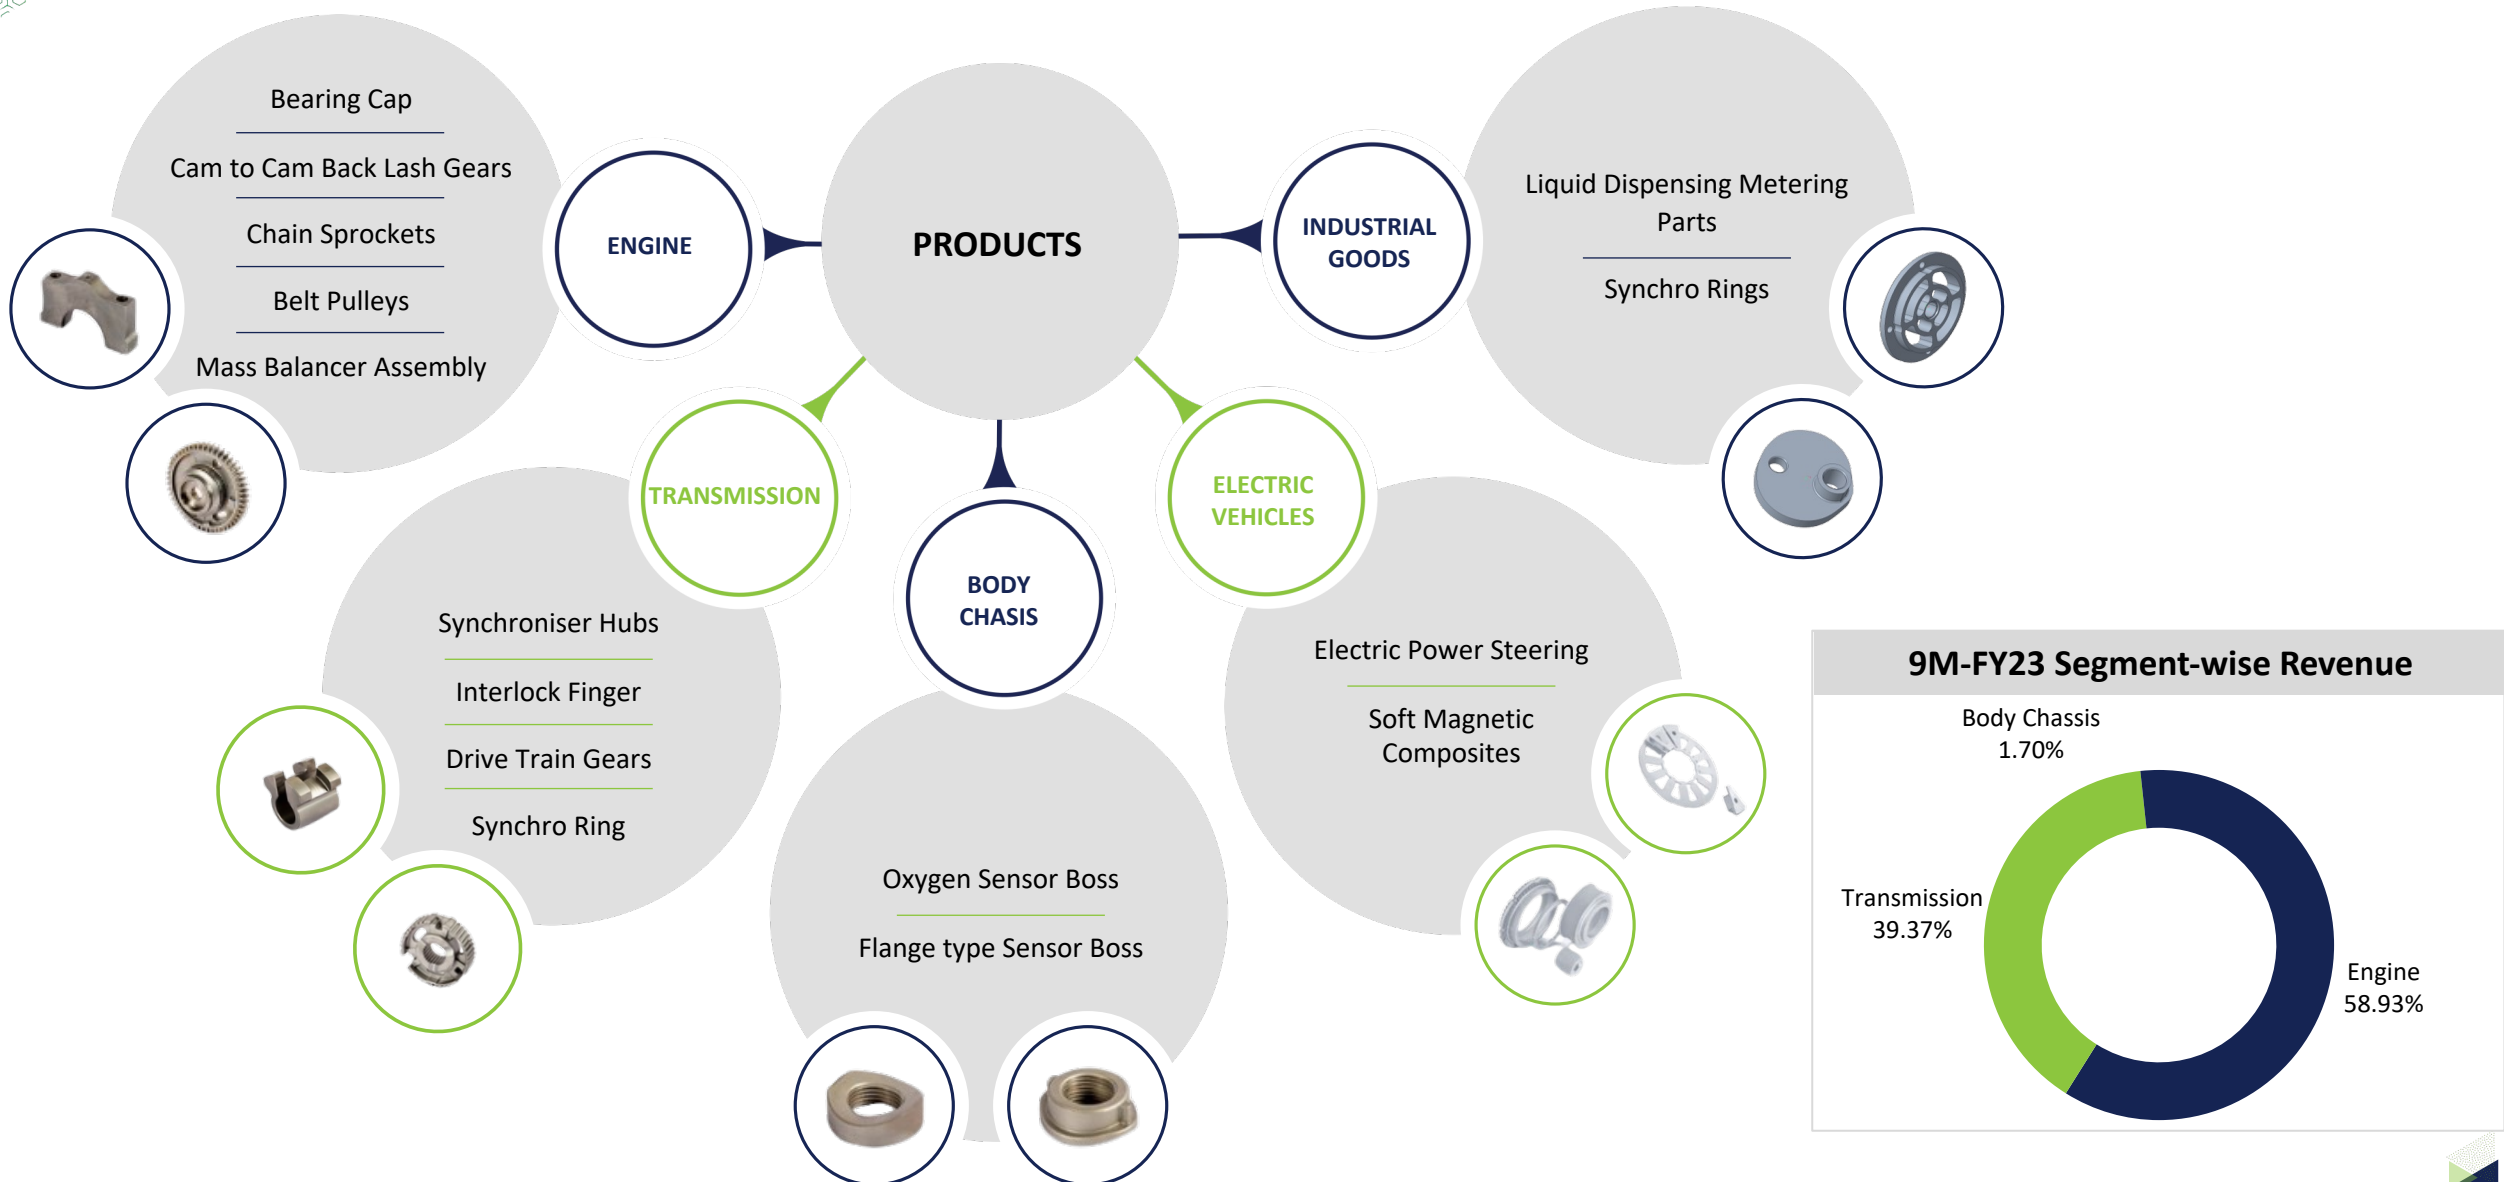 PRODUCTS
ENGINE
Bearing Cap
Cam to Cam Back Lash Gears
Chain Sprockets
Belt Pulleys
Mass Balancer Assembly
TRANSMISSION
Synchroniser Hubs
Interlock Finger
Drive Train Gears
Synchro Ring
BODY
CHASIS
Oxygen Sensor Boss
Flange type Sensor Boss
ELECTRIC
VEHICLES
Electric Power Steering
Soft Magnetic
Composites
INDUSTRIAL
GOODS
Liquid Dispensing Metering
Parts
Synchro Rings
9M-FY23 Segment-wise Revenue
Body Chassis
1.70%
Transmission
39.37%
Engine
58.93%